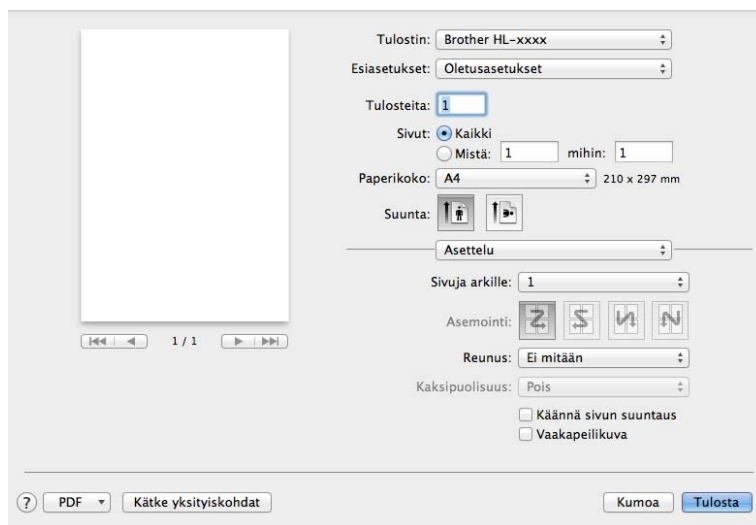 Tulostin: Brother HL-xxxx
Esiasetukset: Oletusasetukset
Tulosteita: 1
Sivut: Kaikki
Mistä: 1 mihin: 1
Paperikoko: A4 210 x 297 mm
Suunta:
Asettelu
Sivuja arkille: 1
Asemointi:
1 / 1
Reunus: Ei mitään
Kaksipuolisuus: Pois
Käännä sivun suuntaus
Vaakapeilikuva
? PDF Kätke yksityiskohdat Kumoa Tulosta